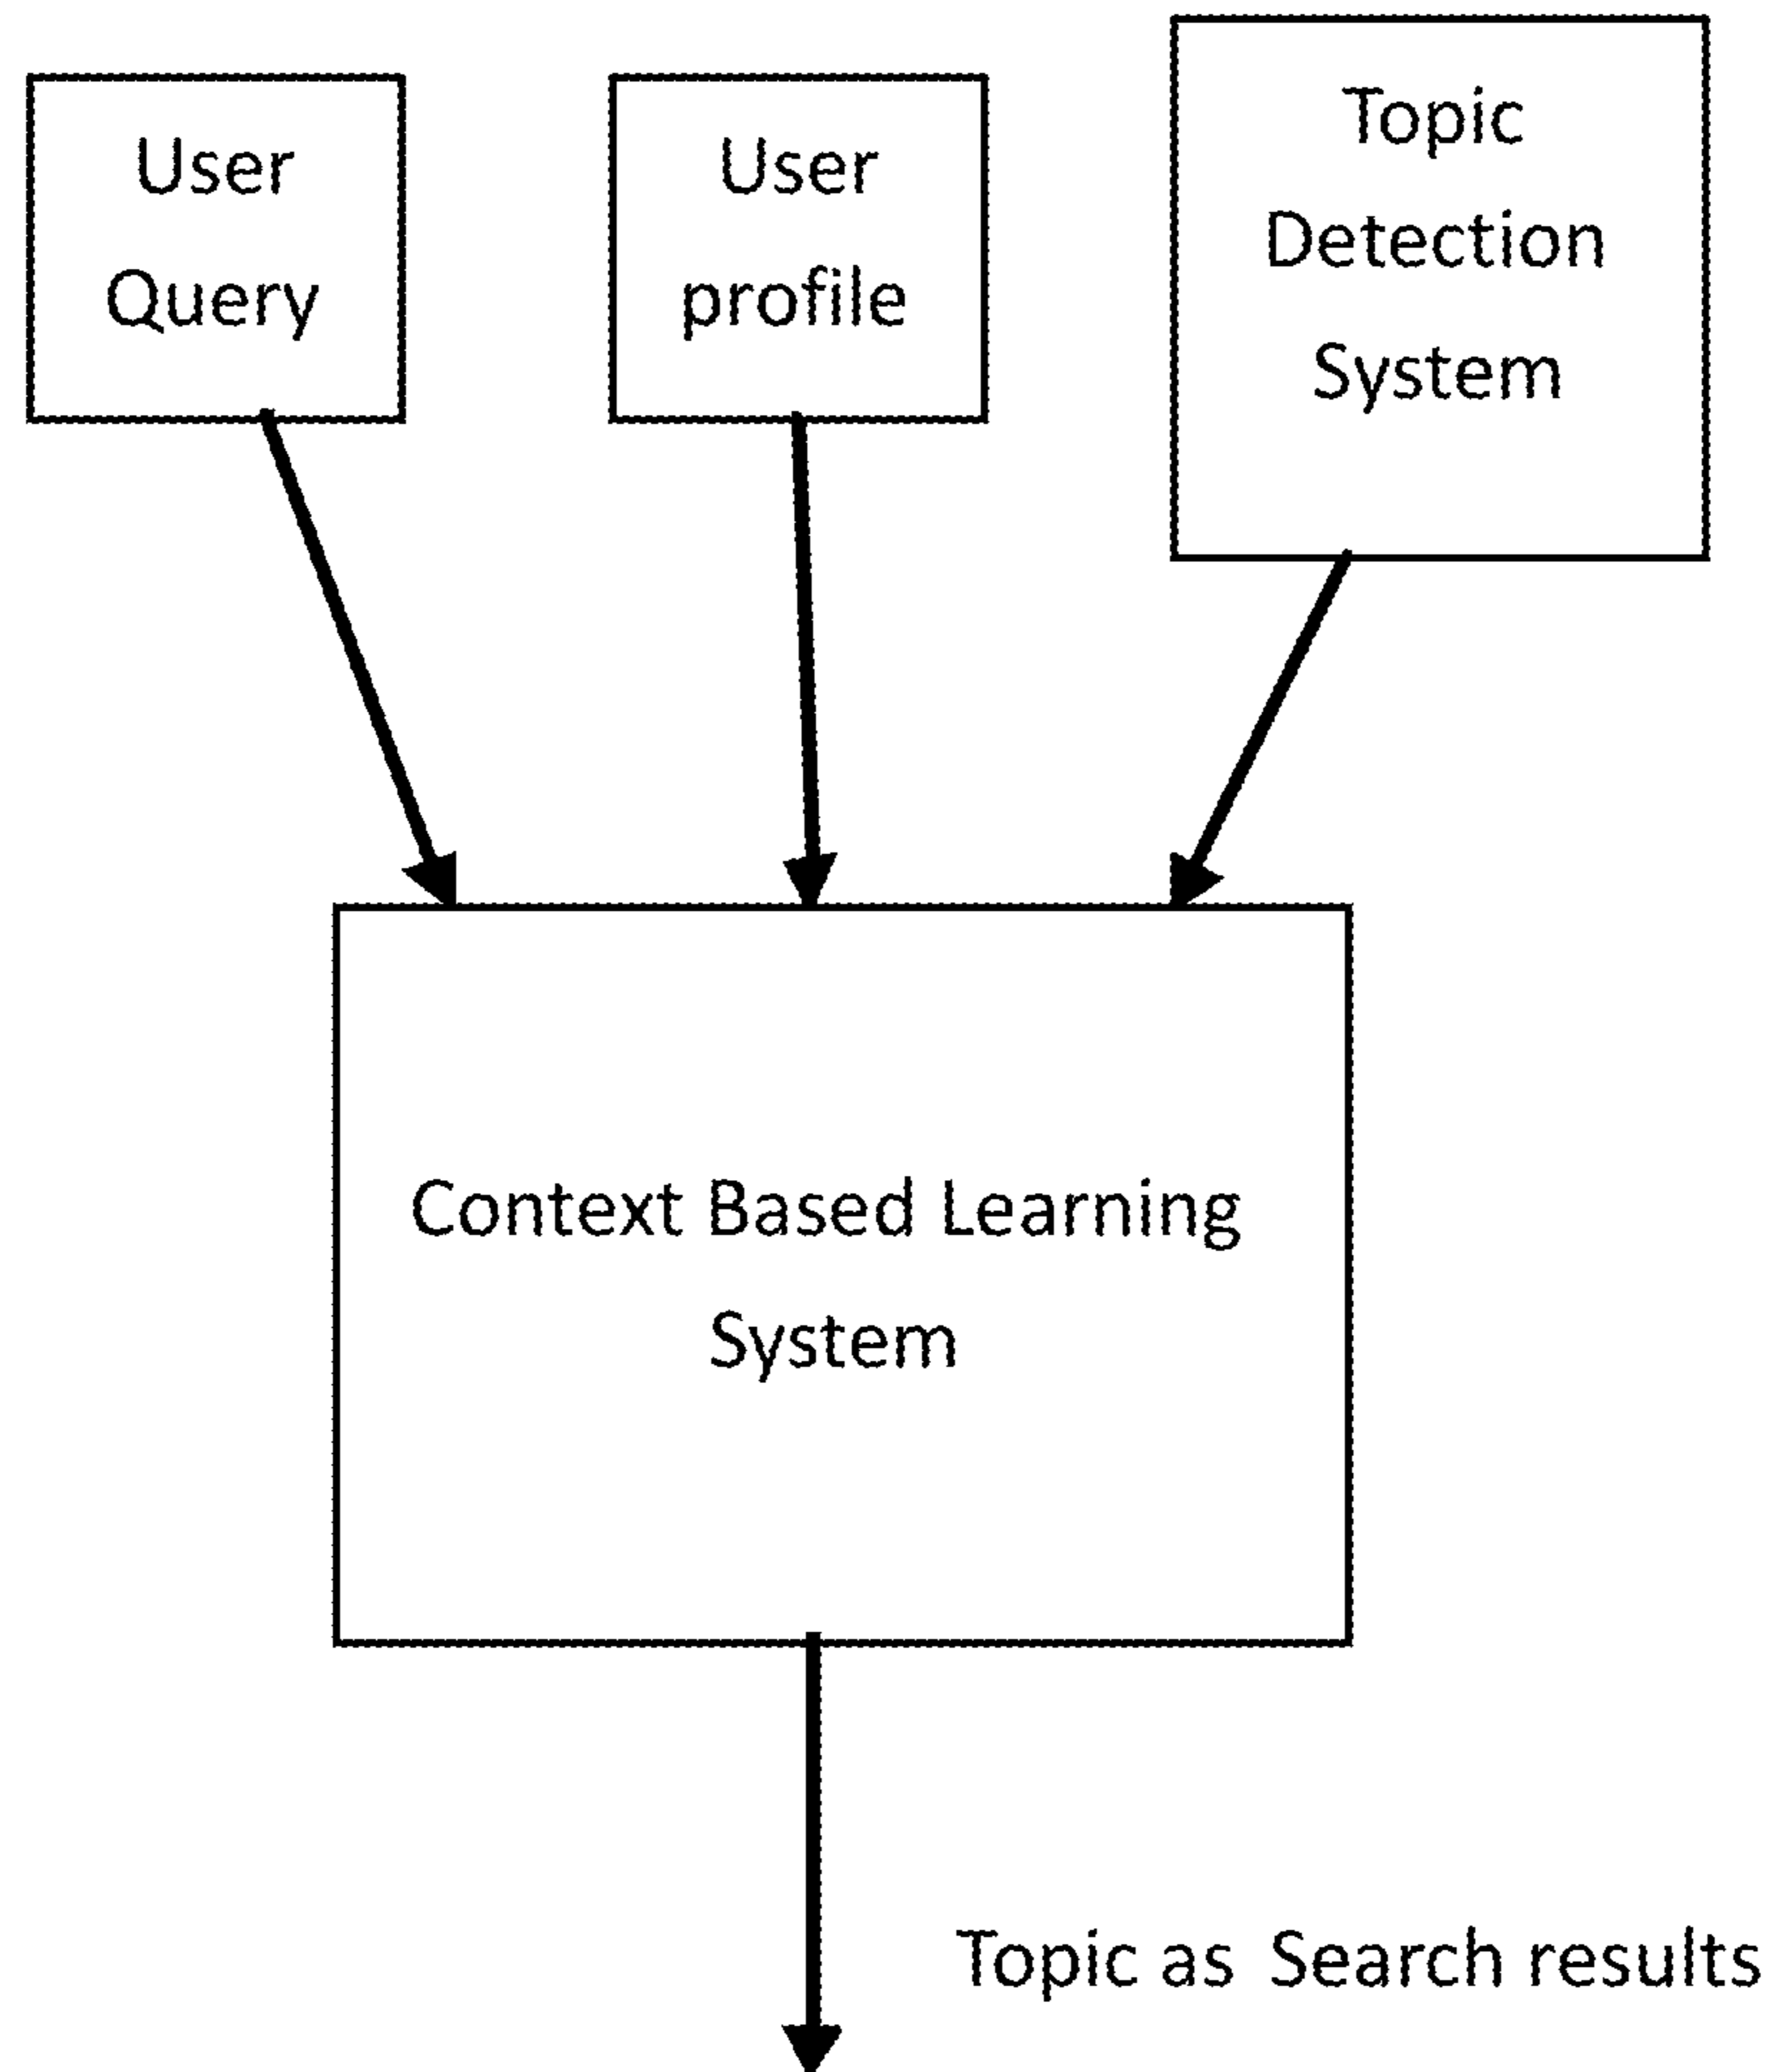 User
Query
User
profile
Topic
Detection
System
Context Based Learning
System
Topic as Search results